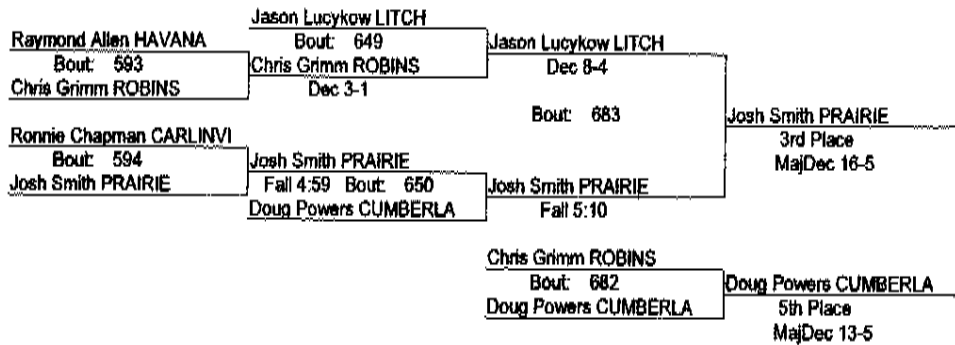 Jason Lucykow LITCH
Raymond Allen HAVANA
Bout: 649
Jason Lucykow LITCH
Bout: 593
Chris Grimm ROBINS
Dec 8-4
Chris Grimm ROBINS
Dec 3-1
Bout: 683
Josh Smith PRAIRIE
Ronnie Chapman CARLINVI
3rd Place
Bout: 594
Josh Smith PRAIRIE
MajDec 16-5
Josh Smith PRAIRIE
Fall 4:59 Bout: 650
Josh Smith PRAIRIE
Doug Powers CUMBERLA
Fall 5:10
Chris Grimm ROBINS
Bout: 682
Doug Powers CUMBERLA
Doug Powers CUMBERLA
5th Place
MajDec 13-5